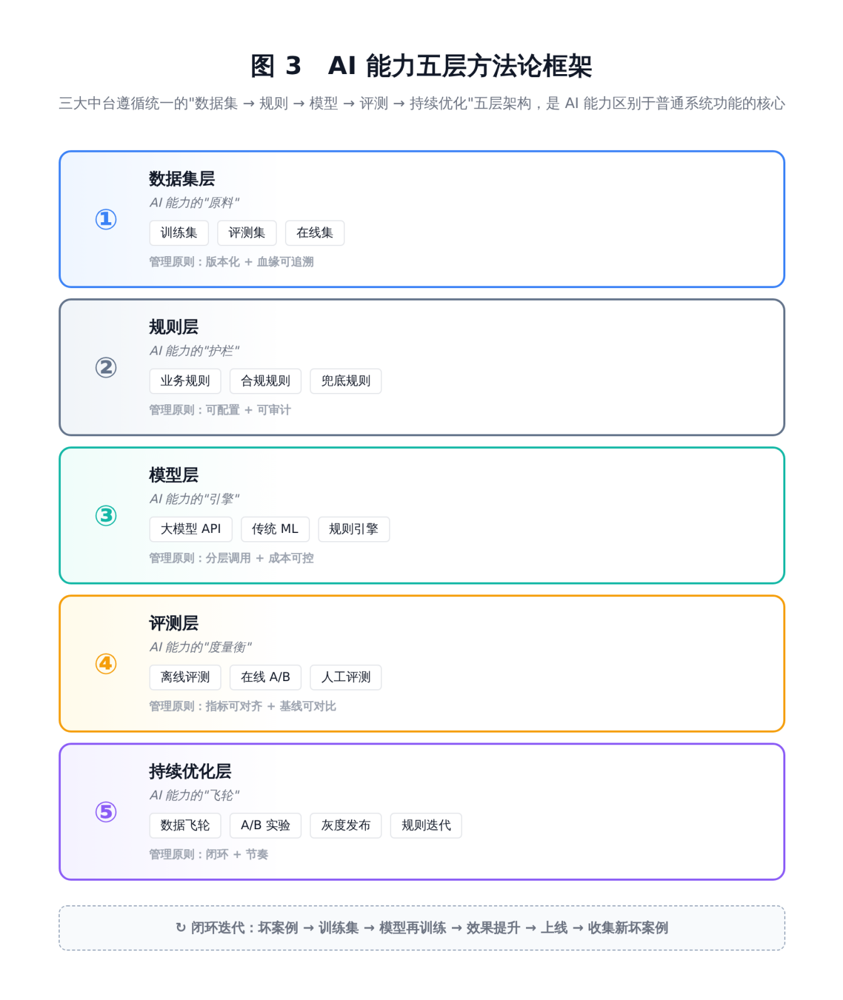 图 3　AI 能力五层方法论框架
三大中台遵循统一的"数据集 → 规则 → 模型 → 评测 → 持续优化"五层架构，是 AI 能力区别于普通系统功能的核心
①
数据集层
AI 能力的"原料"
训练集 评测集 在线集
管理原则：版本化 + 血缘可追溯
②
规则层
AI 能力的"护栏"
业务规则 合规规则 兜底规则
管理原则：可配置 + 可审计
③
模型层
AI 能力的"引擎"
大模型 API 传统 ML 规则引擎
管理原则：分层调用 + 成本可控
④
评测层
AI 能力的"度量衡"
离线评测 在线 A/B 人工评测
管理原则：指标可对齐 + 基线可对比
⑤
持续优化层
AI 能力的"飞轮"
数据飞轮 A/B 实验 灰度发布 规则迭代
管理原则：闭环 + 节奏
↻ 闭环迭代：坏案例 → 训练集 → 模型再训练 → 效果提升 → 上线 → 收集新坏案例